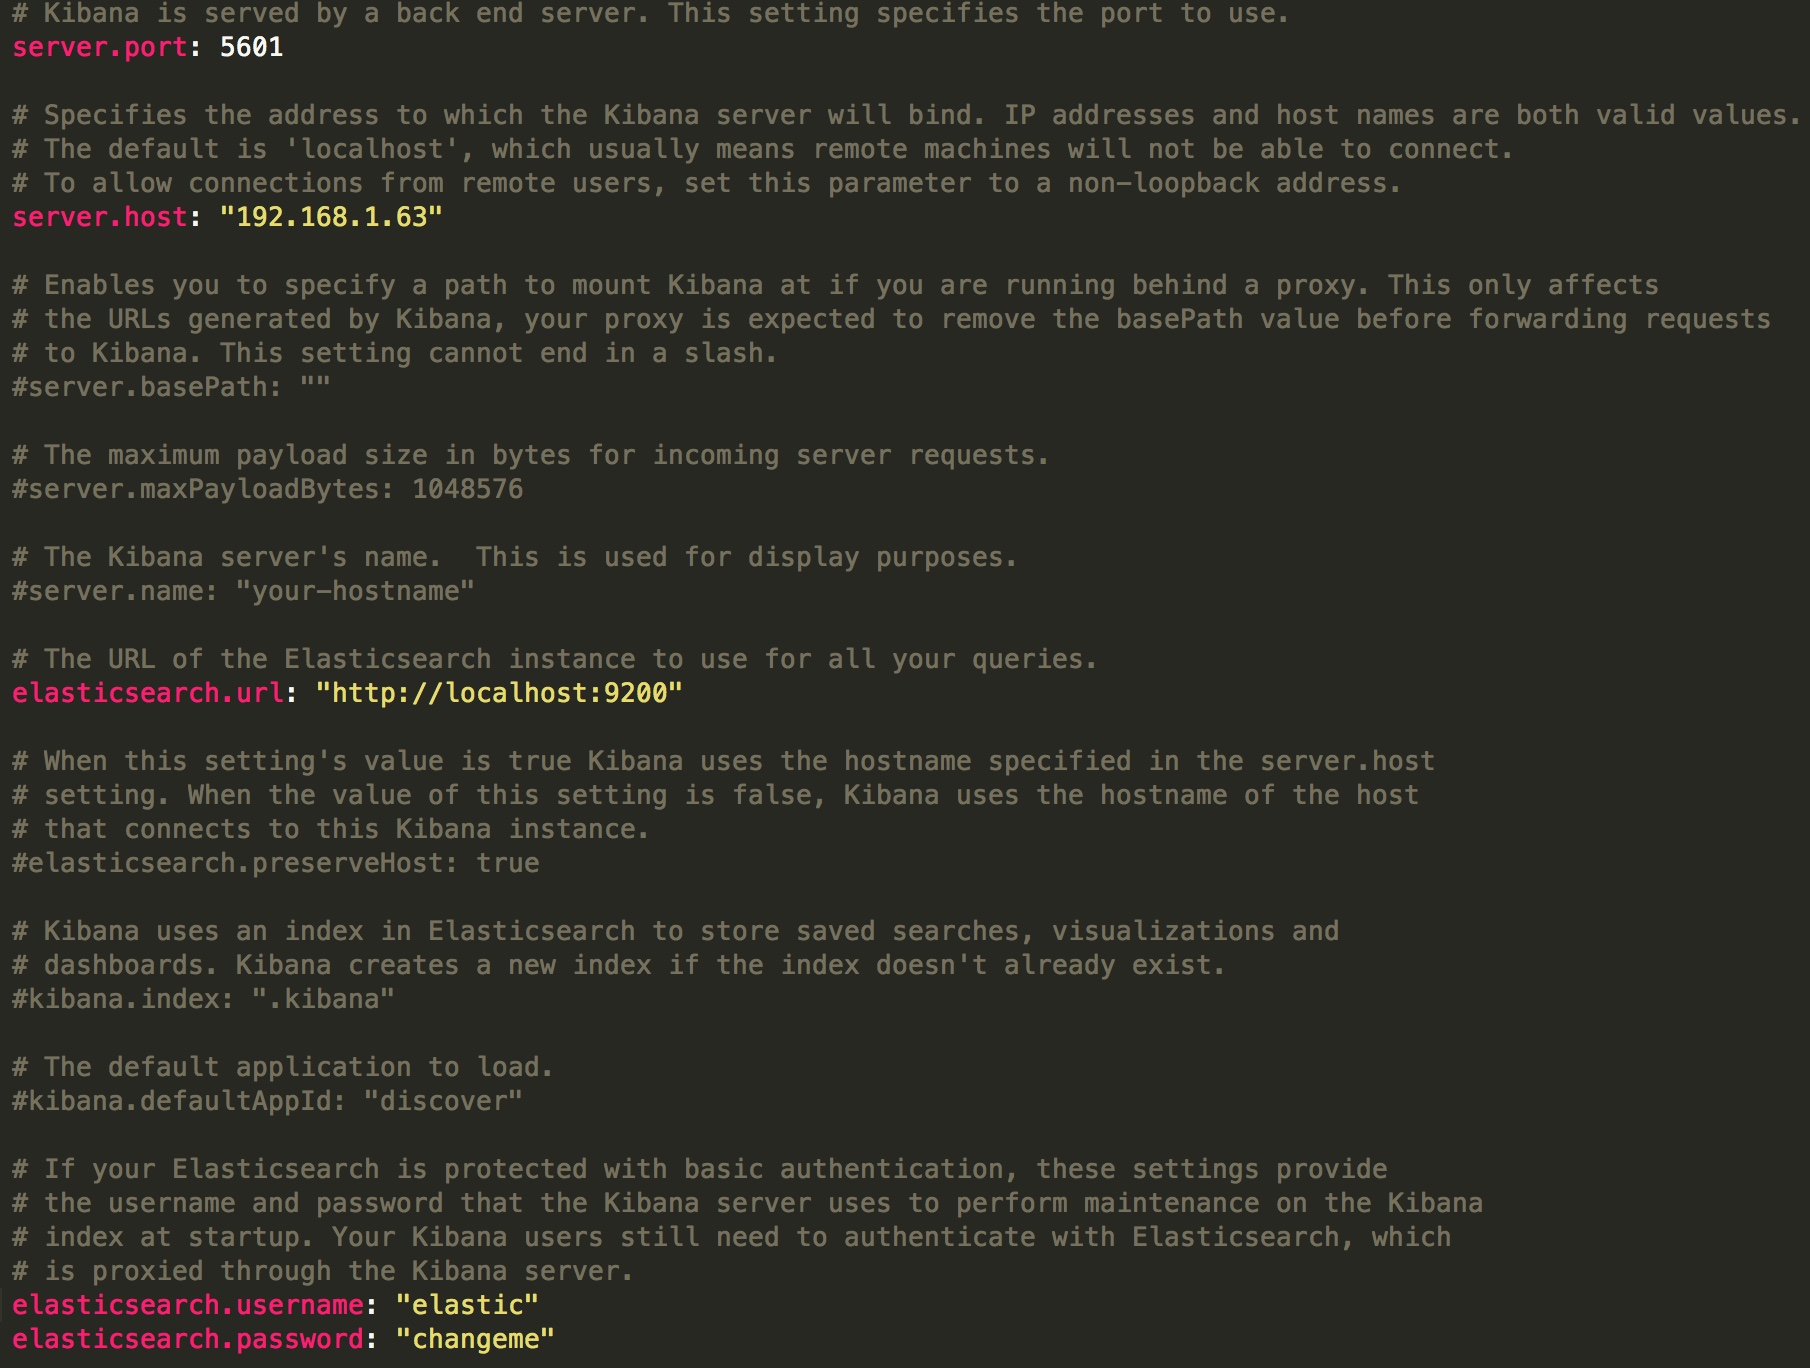 # Kibana is served by a back end server. This setting specifies the port to use.
server.port: 5601
# Specifies the address to which the Kibana server will bind. IP addresses and host names are both valid values.
# The default is 'localhost', which usually means remote machines will not be able to connect.
# To allow connections from remote users, set this parameter to a non-loopback address.
server.host: "192.168.1.63"
# Enables you to specify a path to mount Kibana at if you are running behind a proxy. This only affects
# the URLs generated by Kibana, your proxy is expected to remove the basePath value before forwarding requests
# to Kibana. This setting cannot end in a slash.
#server.basePath: ""
# The maximum payload size in bytes for incoming server requests.
#server.maxPayloadBytes: 1048576
# The Kibana server's name.  This is used for display purposes.
#server.name: "your-hostname"
# The URL of the Elasticsearch instance to use for all your queries.
elasticsearch.url: "http://localhost:9200"
# When this setting's value is true Kibana uses the hostname specified in the server.host
# setting. When the value of this setting is false, Kibana uses the hostname of the host
# that connects to this Kibana instance.
#elasticsearch.preserveHost: true
# Kibana uses an index in Elasticsearch to store saved searches, visualizations and
# dashboards. Kibana creates a new index if the index doesn't already exist.
#kibana.index: ".kibana"
# The default application to load.
#kibana.defaultAppId: "discover"
# If your Elasticsearch is protected with basic authentication, these settings provide
# the username and password that the Kibana server uses to perform maintenance on the Kibana
# index at startup. Your Kibana users still need to authenticate with Elasticsearch, which
# is proxied through the Kibana server.
elasticsearch.username: "elastic"
elasticsearch.password: "changeme"